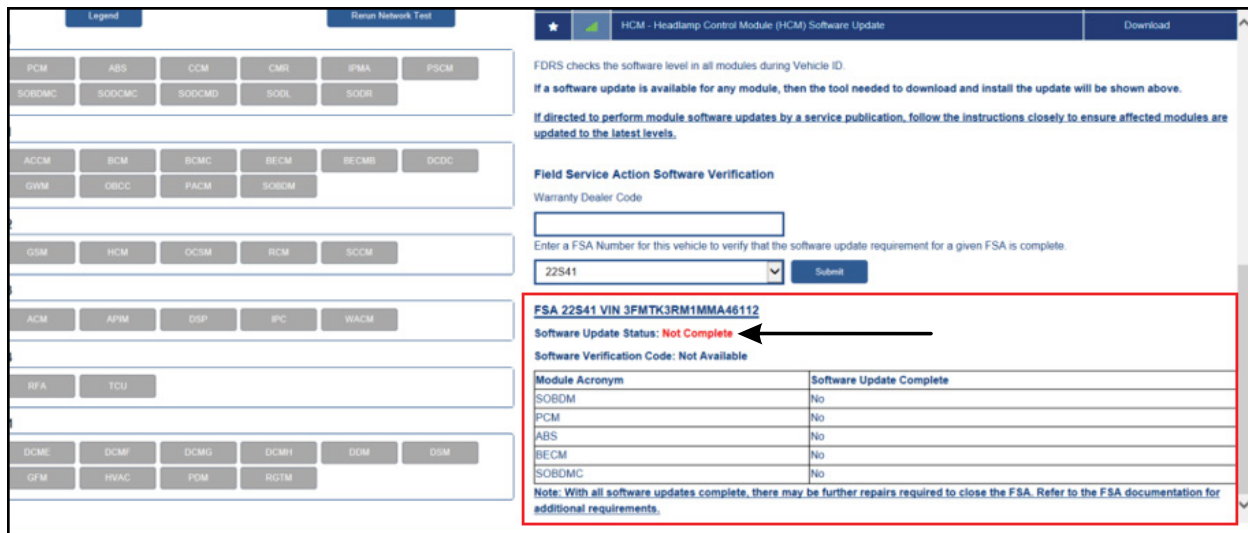 Legend
Rerun Network Test
PCM ABS CCM CMR IPMA PSCM
SOBDMC SODCMC SODCMD SODL SODR
ACCM BCM BCMC BECM BECMB DCDC
GWM OBCC PACM SOBDM
GSM HCM OCSM RCM SCCM
ACM APIM DSP IPC WACM
RFA TCU
DCME DCMF DCMG DCMH DDM DSM
GFM HVAC PDM RGTM
HCM - Headlamp Control Module (HCM) Software Update Download
FDRS checks the software level in all modules during Vehicle ID.
If a software update is available for any module, then the tool needed to download and install the update will be shown above.
If directed to perform module software updates by a service publication, follow the instructions closely to ensure affected modules are
updated to the latest levels.
Field Service Action Software Verification
Warranty Dealer Code
Enter a FSA Number for this vehicle to verify that the software update requirement for a given FSA is complete.
22S41 Submit
FSA 22S41 VIN 3FMTK3RM1MMA46112
Software Update Status: Not Complete
Software Verification Code: Not Available
Module Acronym Software Update Complete
SOBDM No
PCM No
ABS No
BECM No
SOBDMC No
Note: With all software updates complete, there may be further repairs required to close the FSA. Refer to the FSA documentation for
additional requirements.